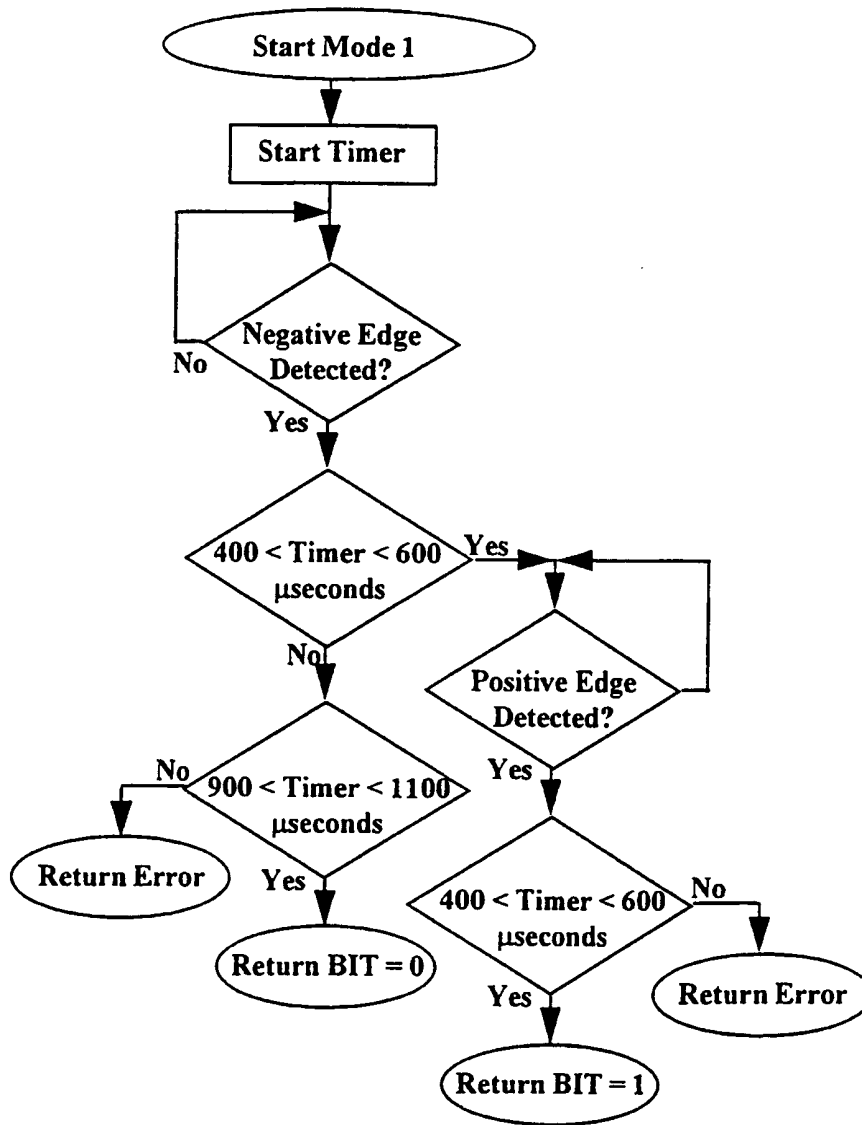 Start Mode 1
Start Timer
Negative Edge
Detected?
No
Yes
400 < Timer < 600
μseconds
Yes
No
Positive Edge
Detected?
Yes
No
900 < Timer < 1100
μseconds
Return Error
Yes
Return BIT = 0
400 < Timer < 600
μseconds
No
Yes
Return Error
Return BIT = 1